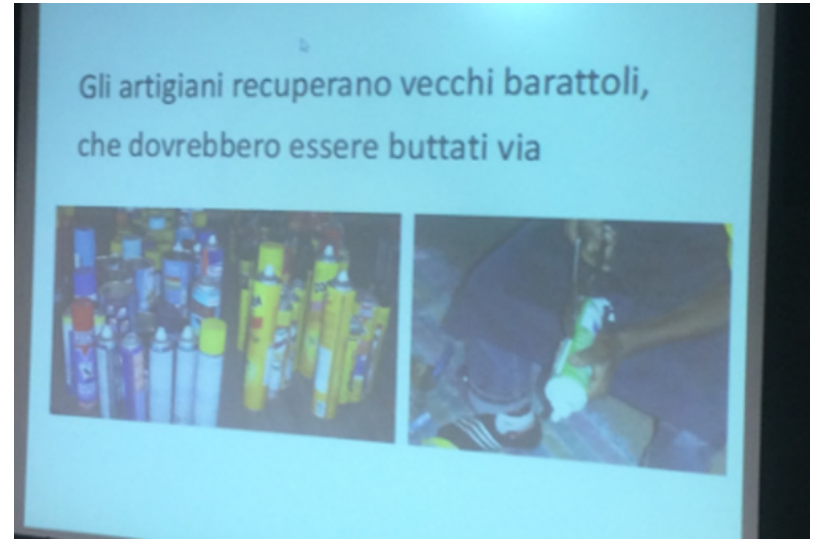 Gli artigiani recuperano vecchi barattoli,
che dovrebbero essere buttati via